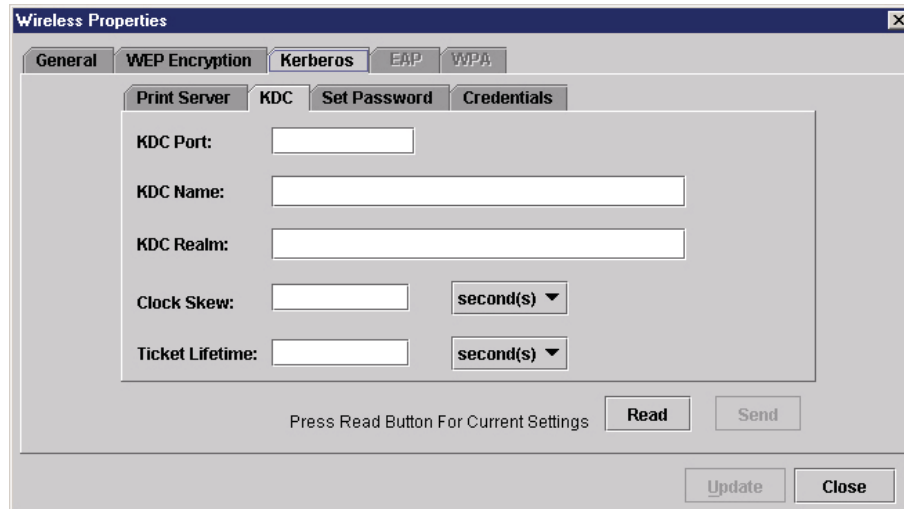 Wireless Properties
General WEP Encryption Kerberos EAP WPA
Print Server KDC Set Password Credentials
KDC Port:
KDC Name:
KDC Realm:
Clock Skew: second(s)
Ticket Lifetime: second(s)
Press Read Button For Current Settings Read Send
Update Close